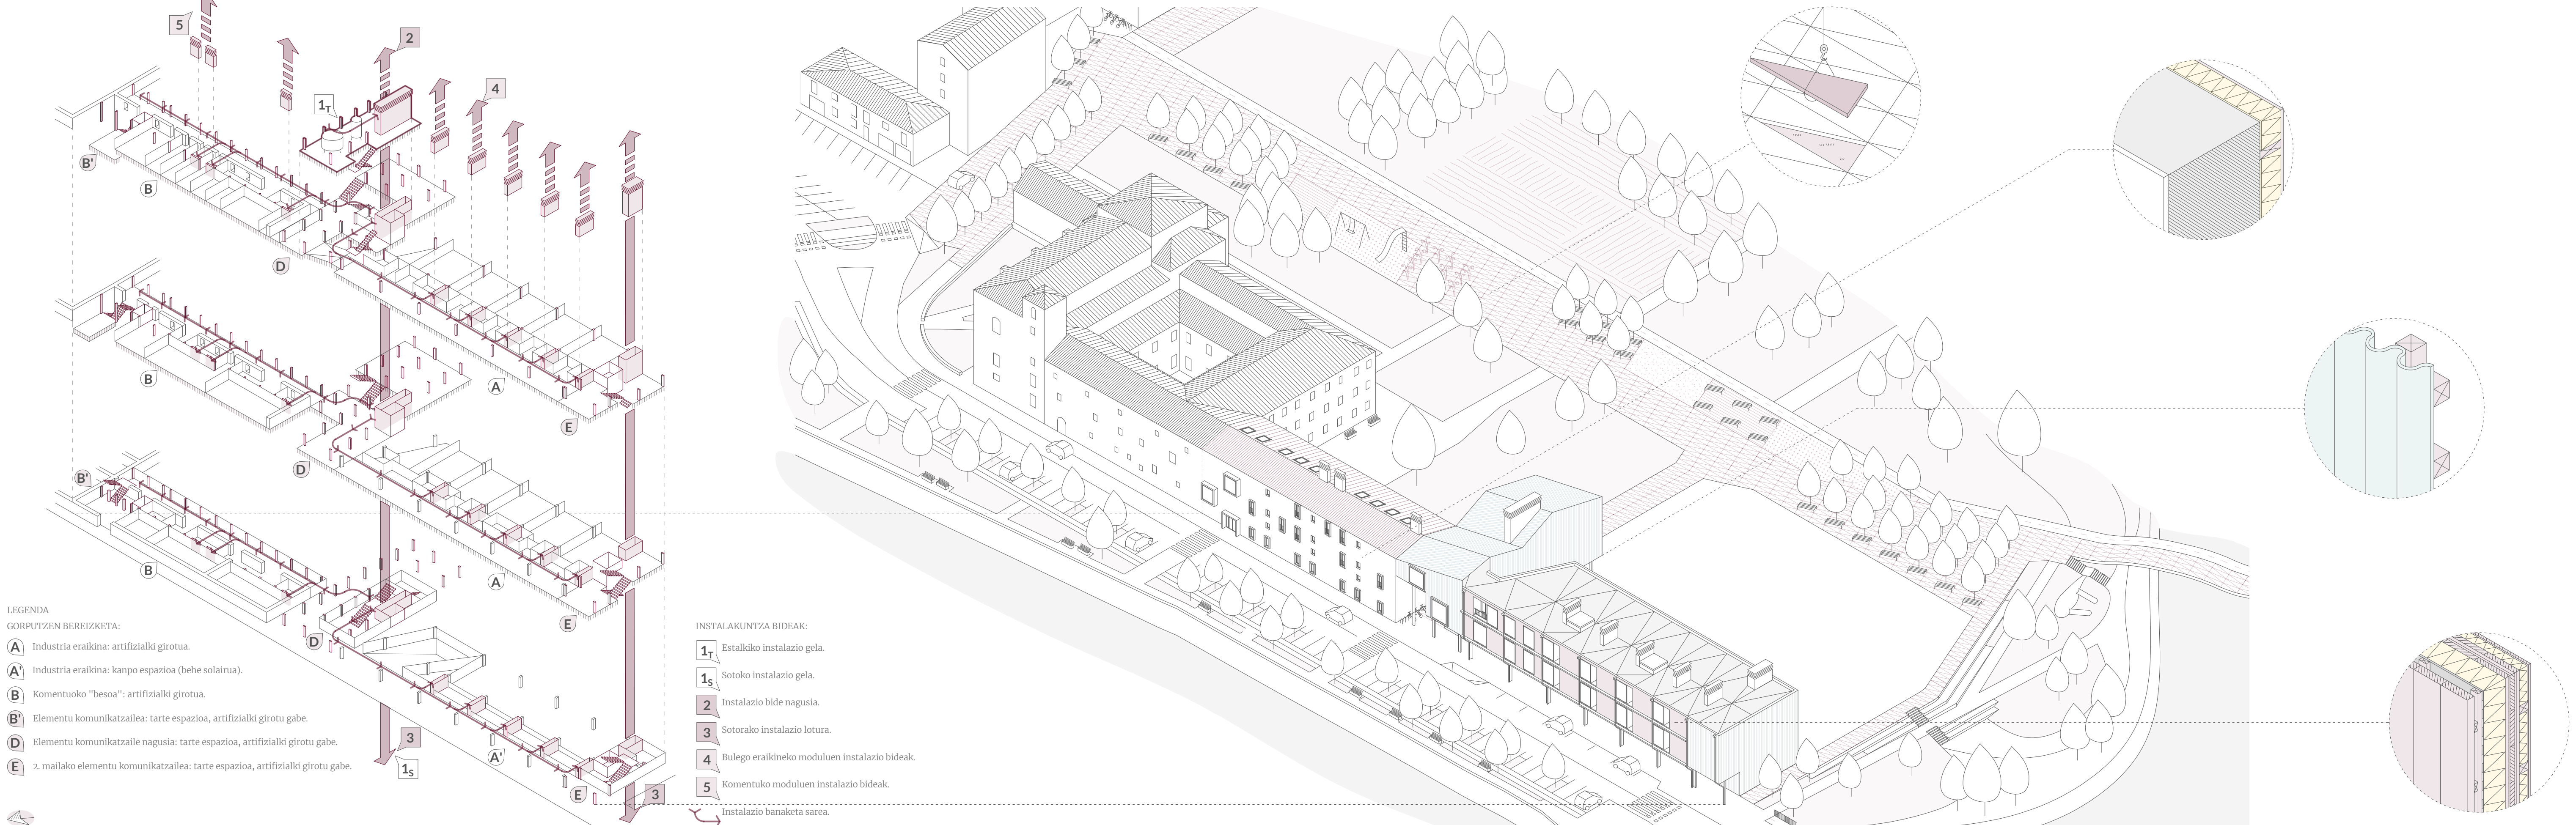 5
2
1T
4
B'
B
D
A
E
B
D
A
E
B'
B
D
A'
E
3
1S
3
LEGENDA
GORPUTZEN BEREIZKETA:
A Industria eraikina: artifizialki girotua.
A' Industria eraikina: kanpo espazioa (behe solairua).
B Komentuoko "besoa": artifizialki girotua.
B' Elementu komunikatzailea: tarte espazioa, artifizialki girotu gabe.
D Elementu komunikatzaile nagusia: tarte espazioa, artifizialki girotu gabe.
E 2. mailako elementu komunikatzailea: tarte espazioa, artifizialki girotu gabe.
INSTALAKUNTZA BIDEAK:
1T Estalkiko instalazio gela.
1S Sotoko instalazio gela.
2 Instalazio bide nagusia.
3 Sotorako instalazio lotura.
4 Bulego eraikineko moduluen instalazio bideak.
5 Komentuko moduluen instalazio bideak.
Instalazio banaketa sarea.